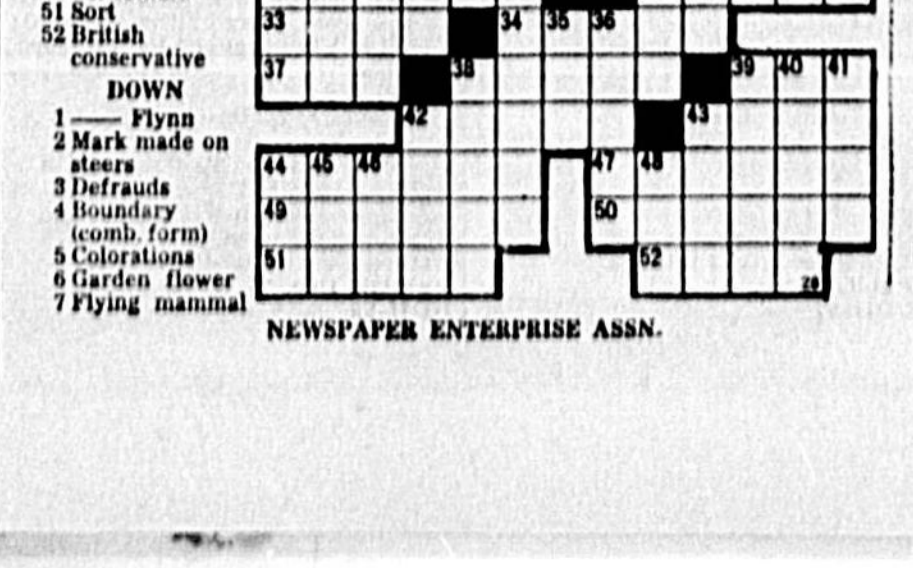 51 Sort
52 British
conservative
DOWN
1 —— Flynn
2 Mark made on
steers
3 Defrauds
4 Boundary
(comb. form)
5 Colorations
6 Garden flower
7 Flying mammal
33 34 35 36
37 38 39 40 41
42 43
44 45 46 47 48
49 50
51 52
28
NEWSPAPER ENTERPRISE ASSN.